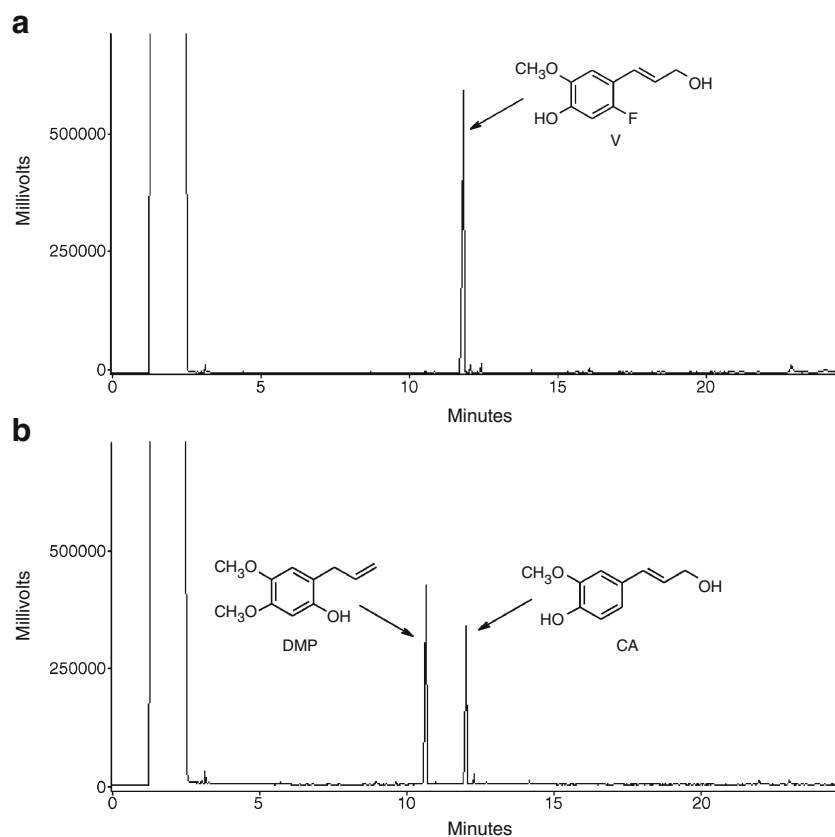 a
Millivolts
500000
250000
0
CH3O
HO
F
OH
V
0 5 10 15 20
Minutes
b
Millivolts
500000
250000
0
CH3O
CH3O
OH
DMP
CH3O
HO
OH
CA
0 5 10 15 20
Minutes